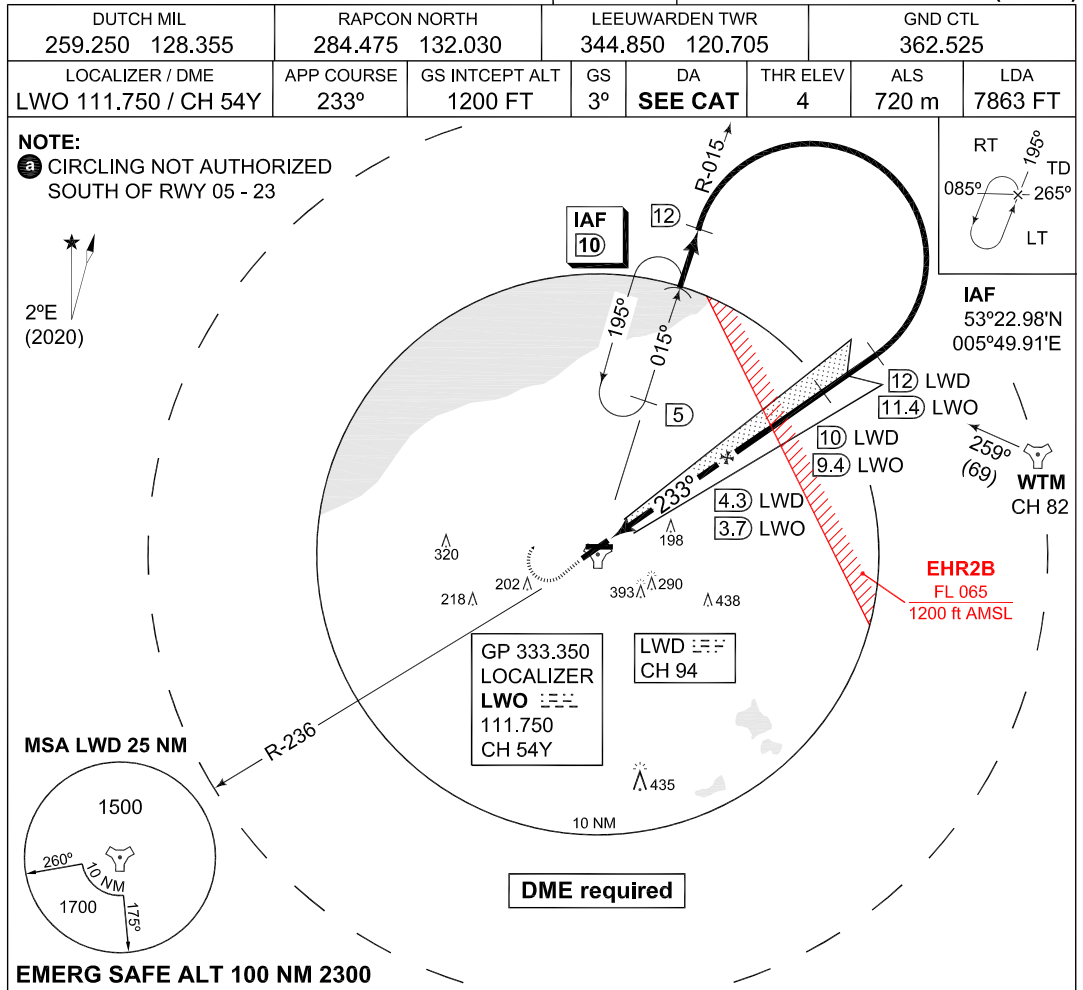 DUTCH MIL
259.250 128.355
RAPCON NORTH
284.475 132.030
LEEUWARDEN TWR
344.850 120.705
GND CTL
362.525
LOCALIZER / DME
LWO 111.750 / CH 54Y
APP COURSE
233º
GS INTCEPT ALT
1200 FT
GS
3º
DA
SEE CAT
THR ELEV
4
ALS
720 m
LDA
7863 FT
NOTE:
a CIRCLING NOT AUTHORIZED
SOUTH OF RWY 05 - 23
2ºE
(2020)
IAF
10
12
R-015
195º
015º
5
RT
195º
TD
085º
265º
LT
IAF
53º22.98'N
005º49.91'E
12 LWD
11.4 LWO
10 LWD
9.4 LWO
259º
(69)
WTM
CH 82
233º
4.3 LWD
3.7 LWO
320
198
202
218
393
290
438
EHR2B
FL 065
1200 ft AMSL
GP 333.350
LOCALIZER
LWO
111.750
CH 54Y
LWD
CH 94
R-236
435
10 NM
MSA LWD 25 NM
1500
260º
10 NM
1700
175º
DME required
EMERG SAFE ALT 100 NM 2300